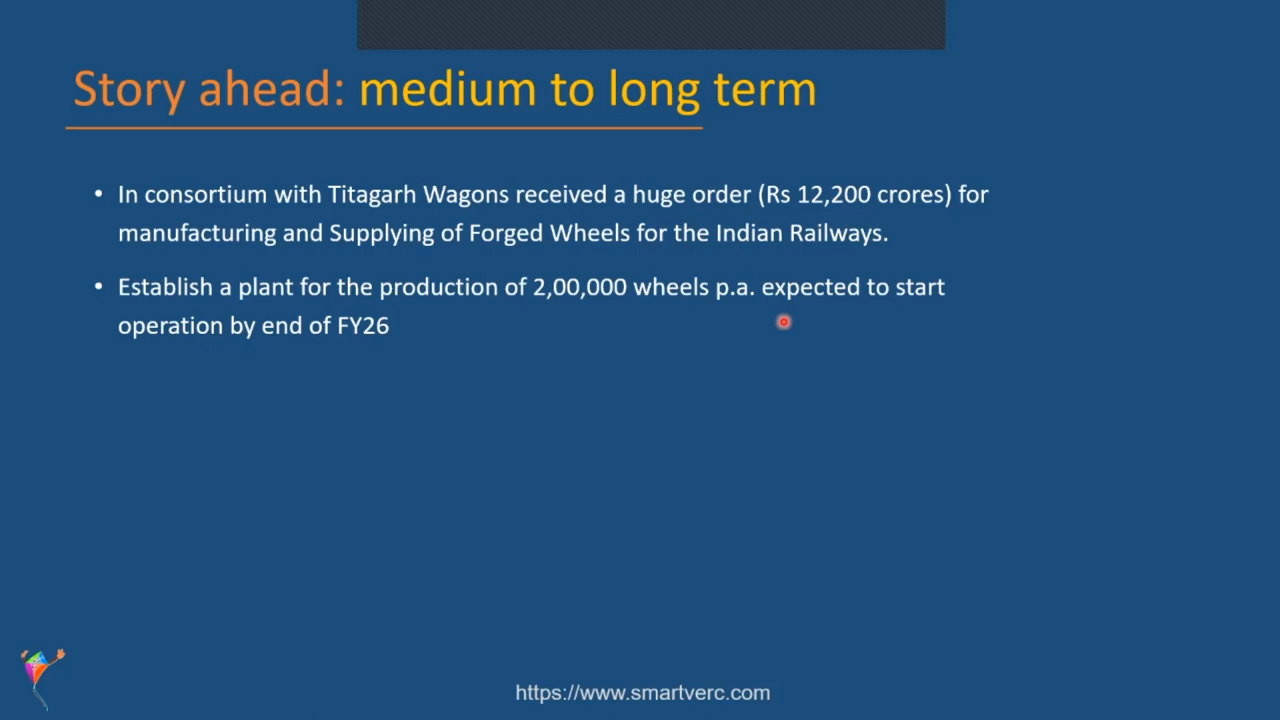 Story ahead: medium to long term
• In consortium with Titagarh Wagons received a huge order (Rs 12,200 crores) for
manufacturing and Supplying of Forged Wheels for the Indian Railways.
• Establish a plant for the production of 2,00,000 wheels p.a. expected to start
operation by end of FY26
https://www.smartverc.com